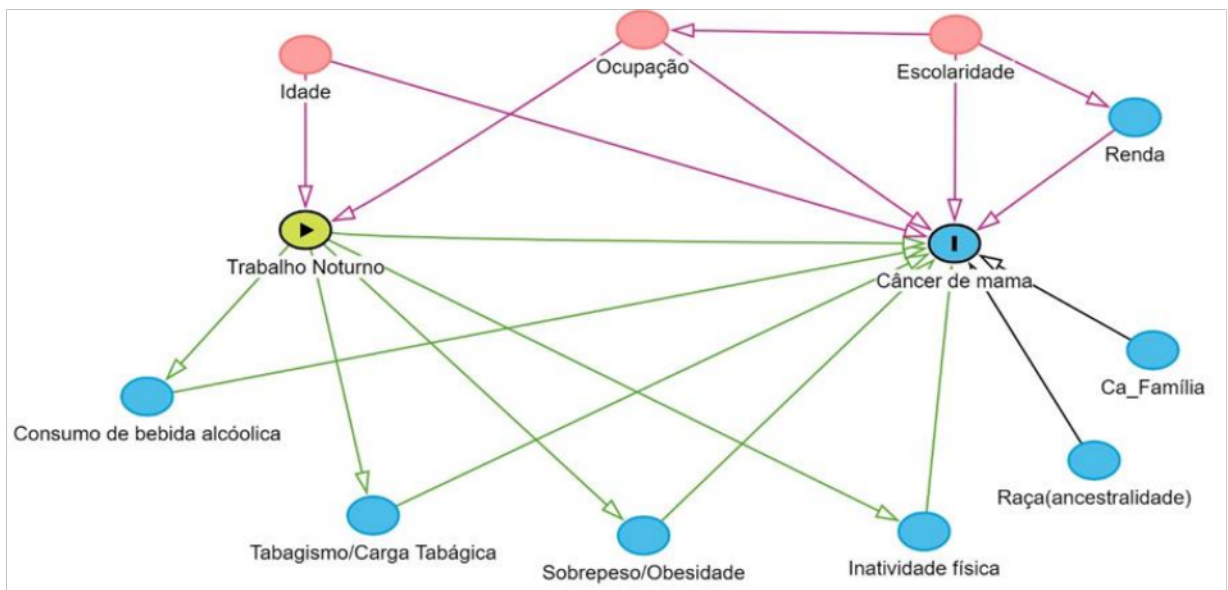 Ocupação
Escolaridade
Idade
Renda
Trabalho Noturno
Câncer de mama
Ca_Família
Consumo de bebida alcóolica
Raça(ancestralidade)
Tabagismo/Carga Tabágica
Sobrepeso/Obesidade
Inatividade física